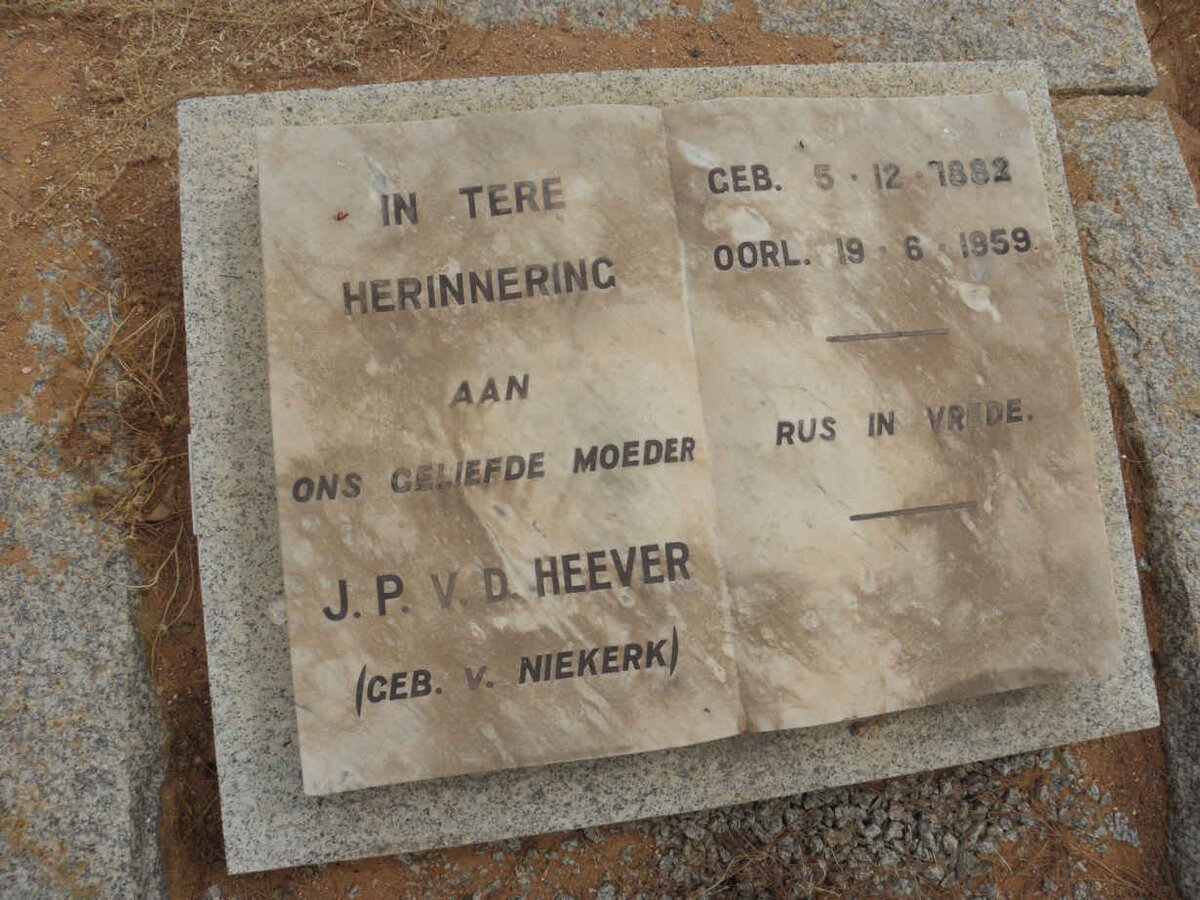 IN TERE
HERINNERING
AAN
ONS GELIEFDE MOEDER
J. P. V. D. HEEVER
(GEB. V. NIEKERK)
GEB. 5 · 12 · 1882
OORL. 19 · 6 · 1959.
RUS IN VREDE.